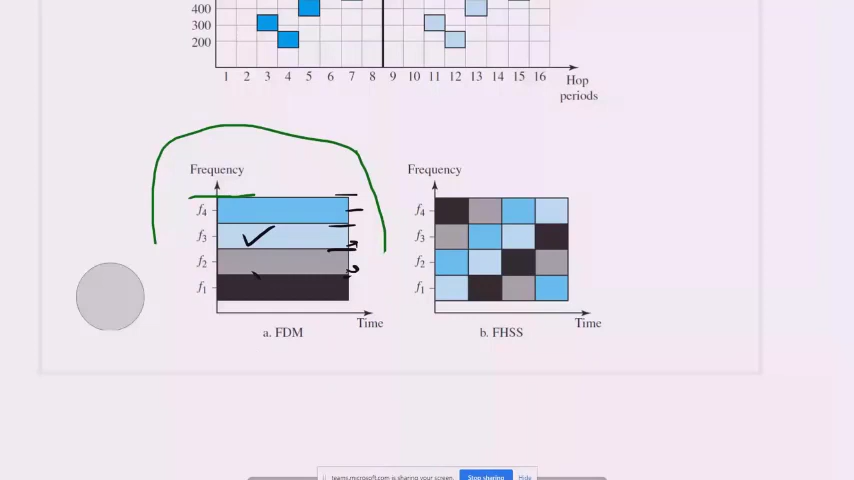 400
300
200
1 2 3 4 5 6 7 8 9 10 11 12 13 14 15 16
Hop
periods
Frequency
f4
f3
f2
f1
Time
a. FDM
Frequency
f4
f3
f2
f1
Time
b. FHSS
teams.microsoft.com is sharing your screen.
Stop sharing
Hide